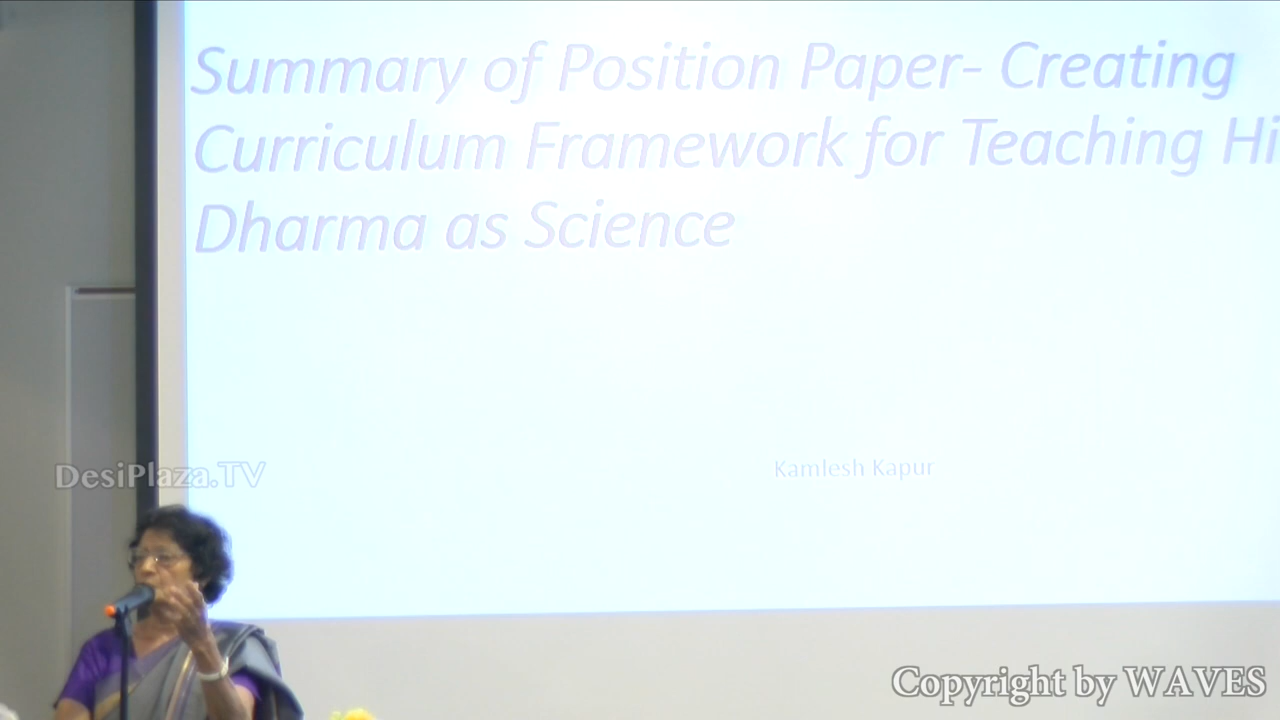 Summary of Position Paper- Creating
Curriculum Framework for Teaching Hi
Dharma as Science
Kamlesh Kapur
DesiPlaza.TV
Copyright by WAVES